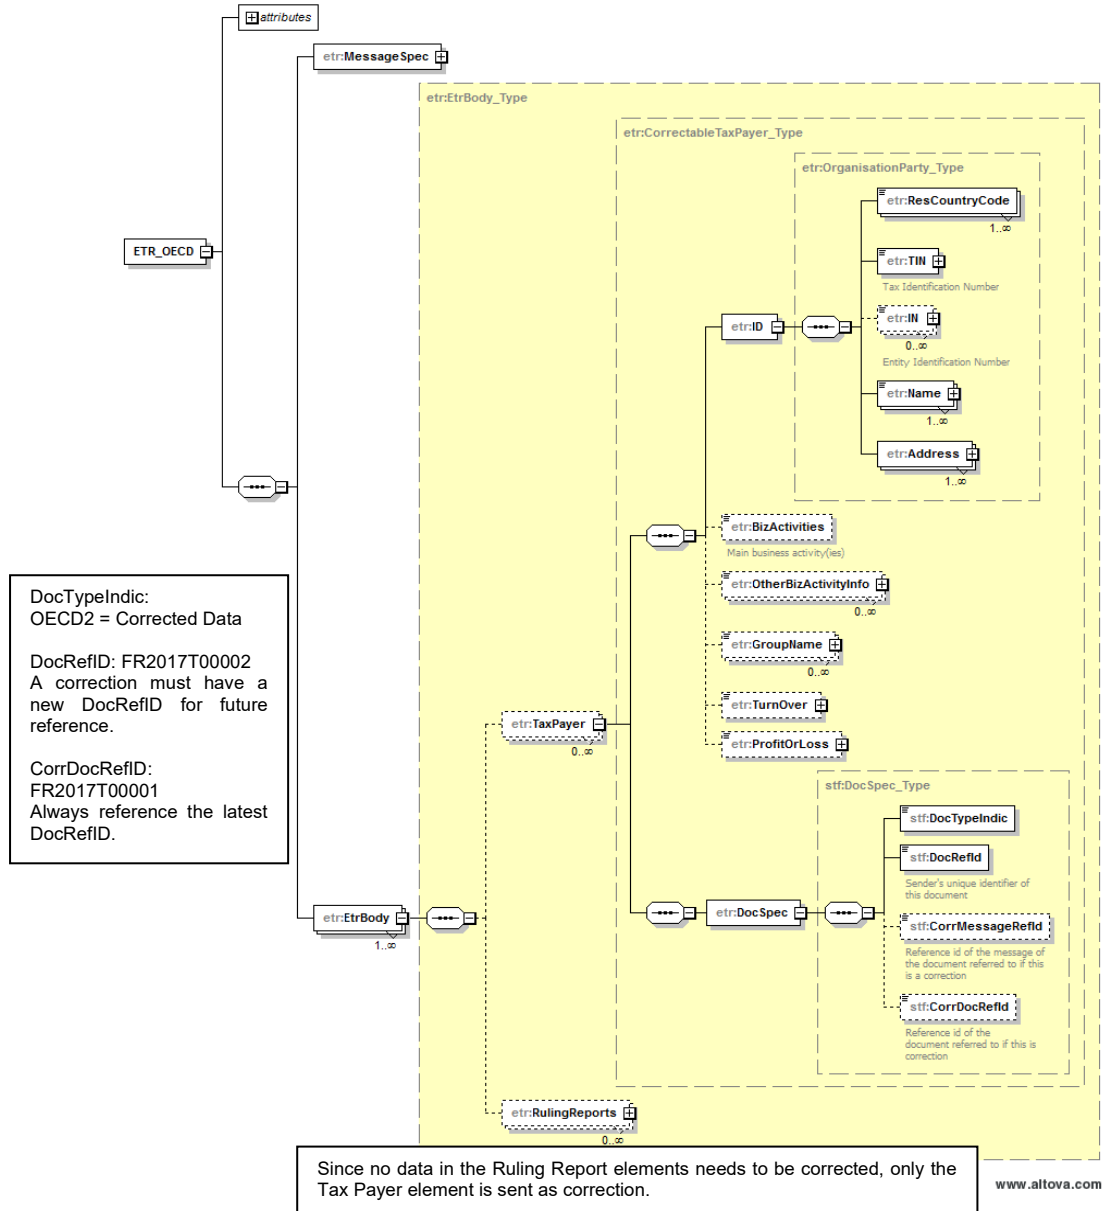 attributes
etr:MessageSpec
etr:EtrBody_Type
etr:CorrectableTaxPayer_Type
etr:OrganisationParty_Type
etr:ResCountryCode
1..∞
ETR_OECD
etr:TIN
Tax Identification Number
etr:IN
0..∞
Entity Identification Number
etr:ID
etr:Name
1..∞
etr:Address
1..∞
etr:BizActivities
Main business activity(ies)
etr:OtherBizActivityInfo
0..∞
etr:GroupName
0..∞
etr:TurnOver
etr:ProfitOrLoss
etr:TaxPayer
0..∞
DocTypeIndic:
OECD2 = Corrected Data
DocRefID: FR2017T00002
A correction must have a
new DocRefID for future
reference.
CorrDocRefID:
FR2017T00001
Always reference the latest
DocRefID.
stf:DocSpec_Type
stf:DocTypeIndic
stf:DocRefId
Sender's unique identifier of
this document
etr:EtrBody
1..∞
etr:DocSpec
stf:CorrMessageRefId
Reference id of the message of
the document referred to if this
is a correction
stf:CorrDocRefId
Reference id of the
document referred to if this is
correction
etr:RulingReports
0..∞
Since no data in the Ruling Report elements needs to be corrected, only the
Tax Payer element is sent as correction.
www.altova.com